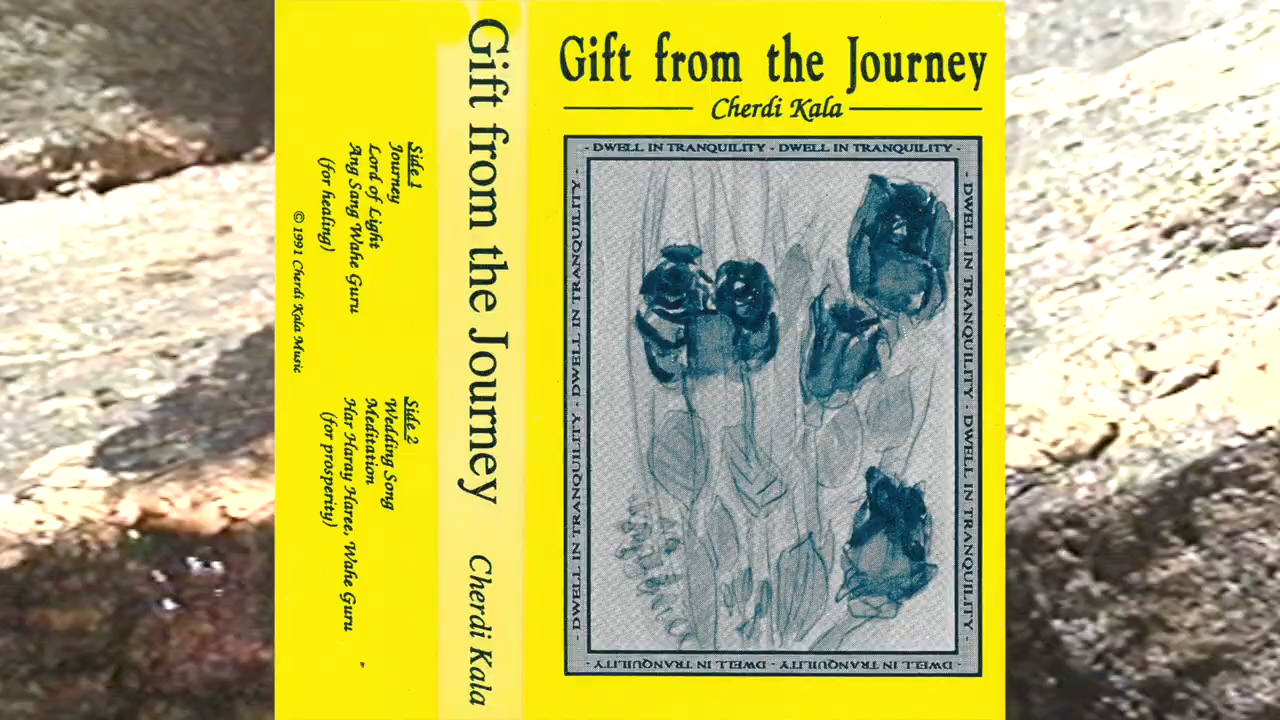 Gift from the Journey
Cherdi Kala
- DWELL IN TRANQUILITY - DWELL IN TRANQUILITY -
- DWELL IN TRANQUILITY - DWELL IN TRANQUILITY -
- DWELL IN TRANQUILITY - DWELL IN TRANQUILITY -
- DWELL IN TRANQUILITY - DWELL IN TRANQUILITY -
Gift from the Journey Cherdi Kala
Side 1
Journey
Lord of Light
Ang Sang Wahe Guru
(for healing)
Side 2
Wedding Song
Meditation
Har Haray Haree, Wahe Guru
(for prosperity)
© 1991 Cherdi Kala Music